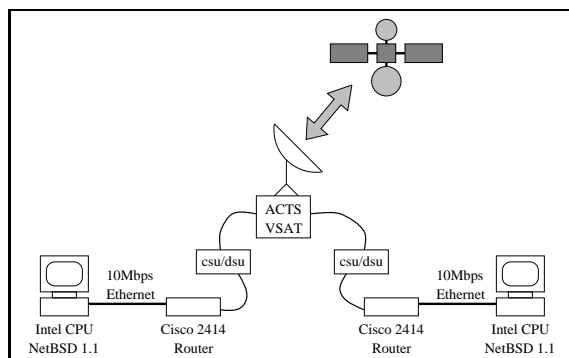 ACTS
VSAT
csu/dsu
csu/dsu
10Mbps
Ethernet
10Mbps
Ethernet
Intel CPU
NetBSD 1.1
Cisco 2414
Router
Cisco 2414
Router
Intel CPU
NetBSD 1.1